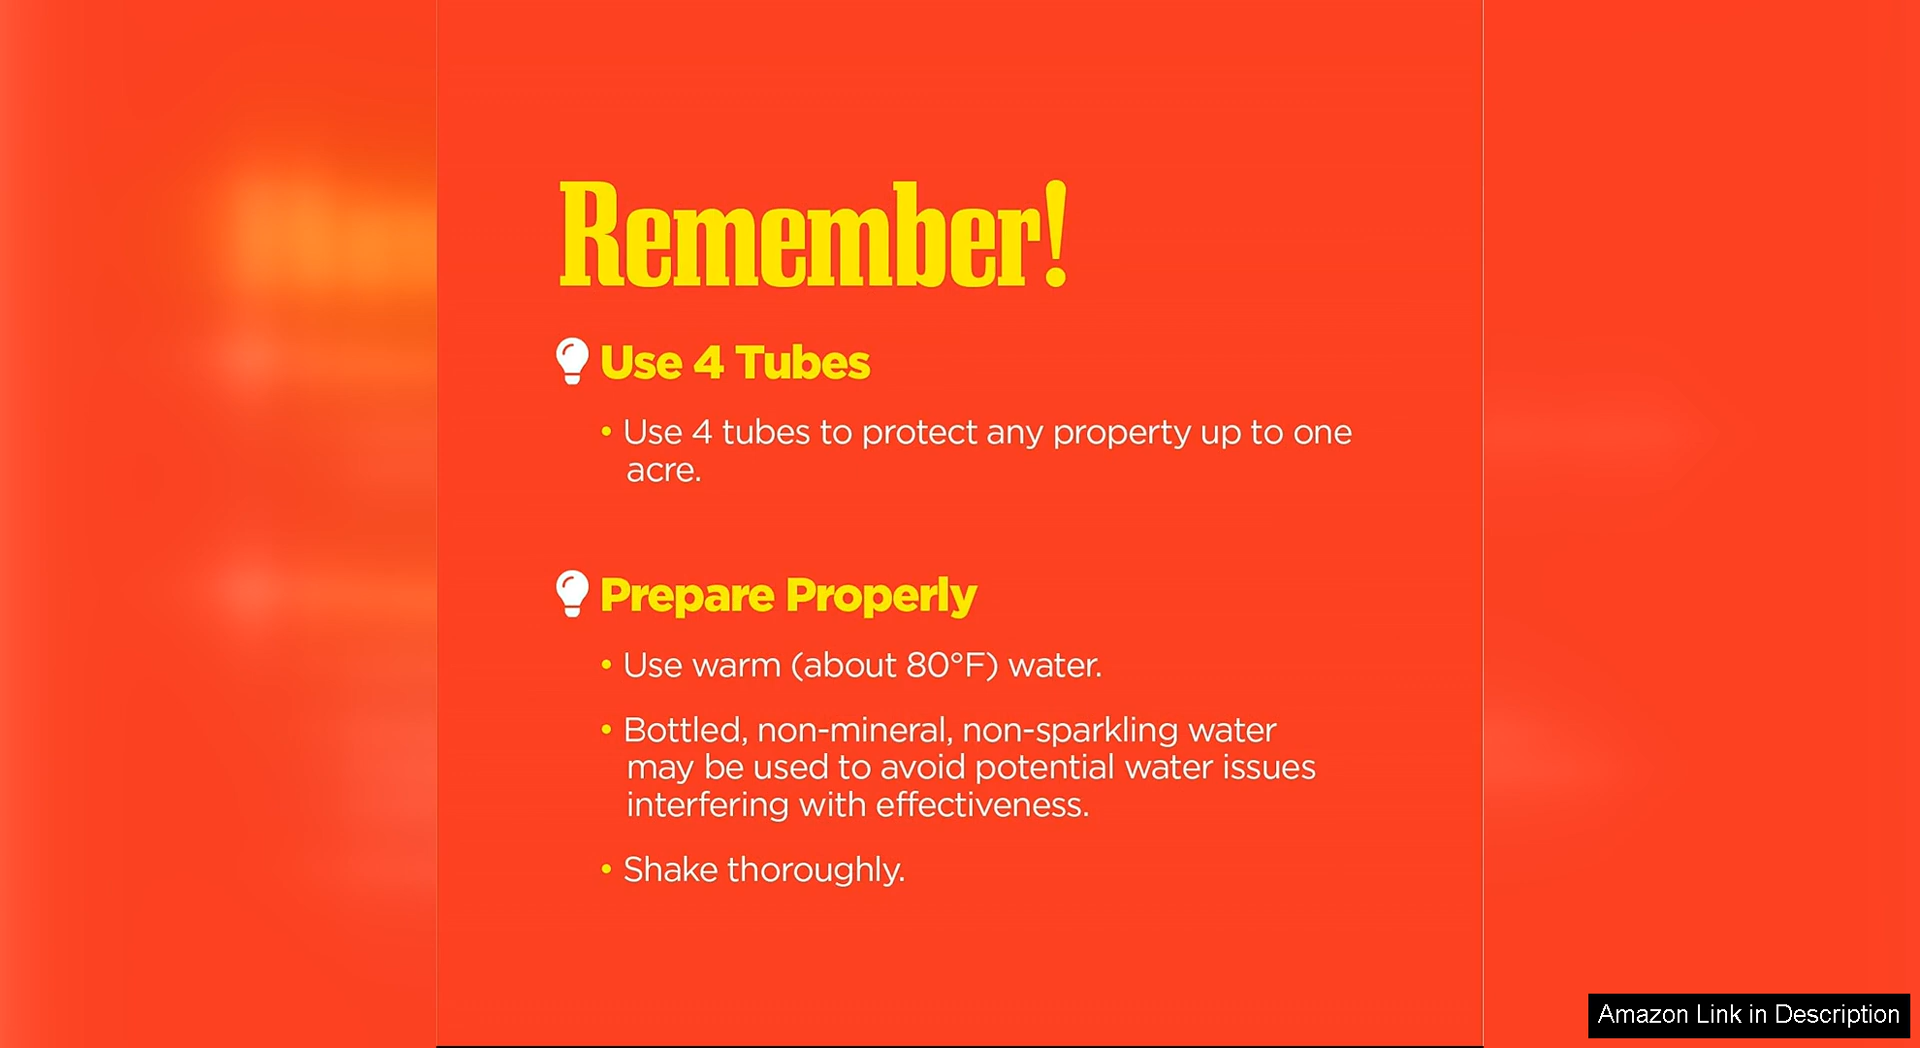 Remember!
Use 4 Tubes
• Use 4 tubes to protect any property up to one
acre.
Prepare Properly
• Use warm (about 80°F) water.
• Bottled, non-mineral, non-sparkling water
may be used to avoid potential water issues
interfering with effectiveness.
• Shake thoroughly.
Amazon Link in Description